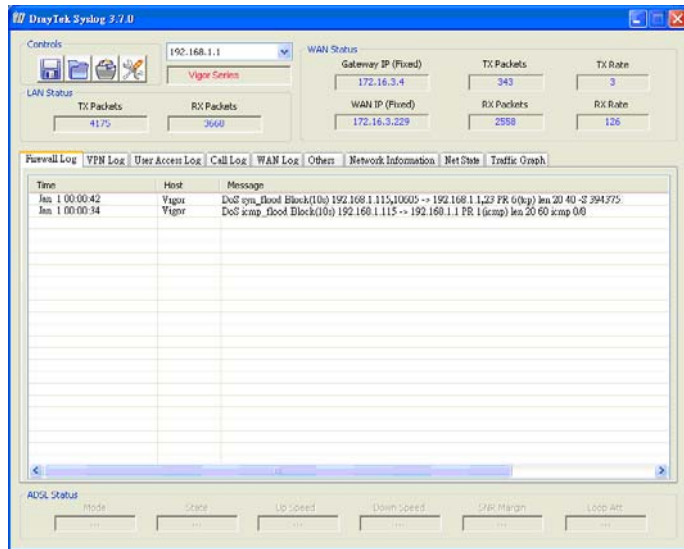 DrayTek Syslog 3.7.0
Controls
192.168.1.1
Vigor Series
WAN Status
Gateway IP (Fixed)
TX Packets
TX Rate
172.16.3.4
343
3
WAN IP (Fixed)
RX Packets
RX Rate
172.16.3.229
2558
126
LAN Status
TX Packets
RX Packets
4175
3660
Firewall Log
VPN Log
User Access Log
Call Log
WAN Log
Others
Network Information
Net State
Traffic Graph
Time
Host
Message
Jan 1 00:00:42
Vigor
DoS syn_flood Block(10s) 192.168.1.115,10605 -> 192.168.1.1,23 PR 6(tcp) len 20 40 -S 394375
Jan 1 00:00:34
Vigor
DoS icmp_flood Block(10s) 192.168.1.115 -> 192.168.1.1 PR 1(icmp) len 20 60 icmp 0/8
ADSL Status
Mode
State
Up Speed
Down Speed
SNR Margin
Loop Att
---
---
---
---
---
---